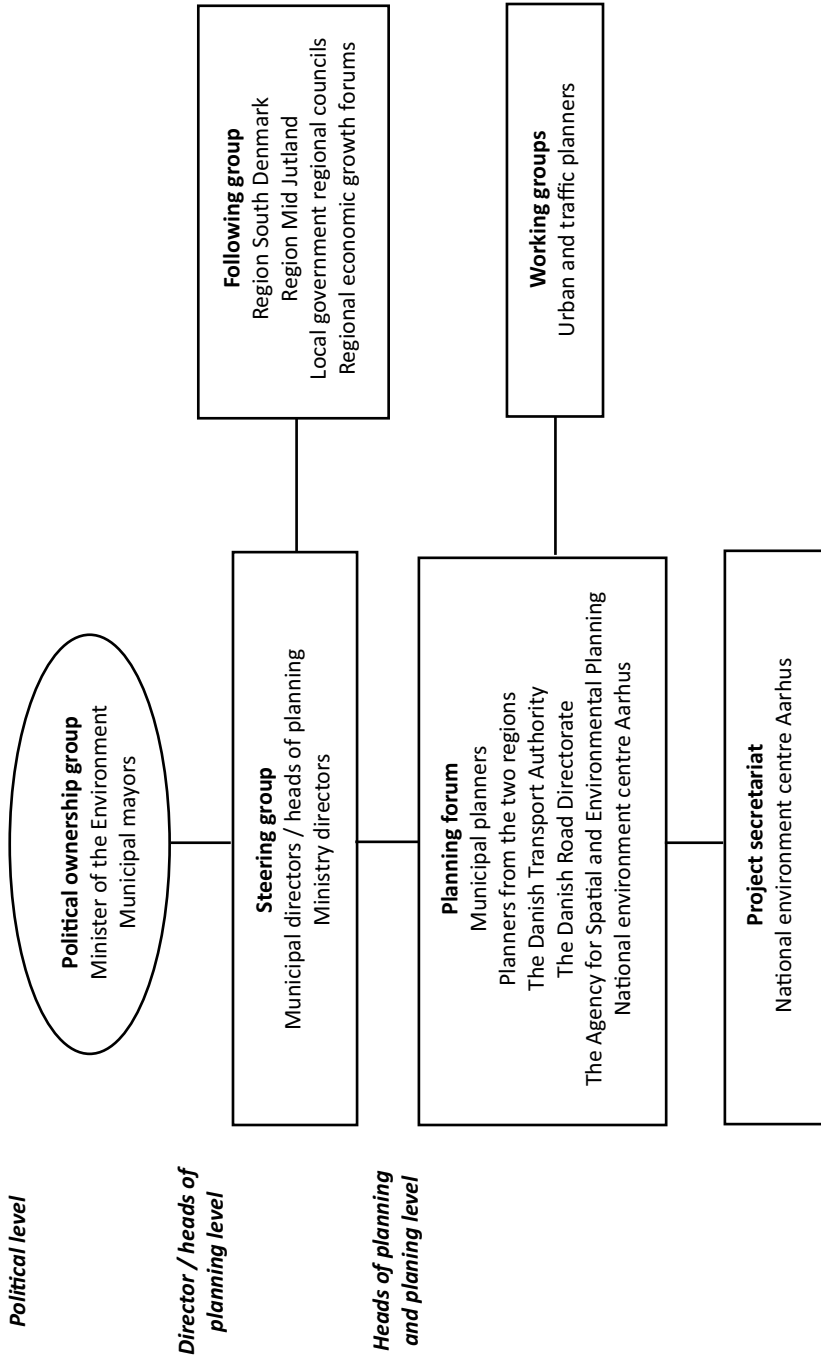 Political level
Political ownership group
Minister of the Environment
Municipal mayors
Director / heads of
planning level
Steering group
Municipal directors / heads of planning
Ministry directors
Following group
Region South Denmark
Region Mid Jutland
Local government regional councils
Regional economic growth forums
Heads of planning
and planing level
Planning forum
Municipal planners
Planners from the two regions
The Danish Transport Authority
The Danish Road Directorate
The Agency for Spatial and Environmental Planning
National environment centre Aarhus
Working groups
Urban and traffic planners
Project secretariat
National environment centre Aarhus